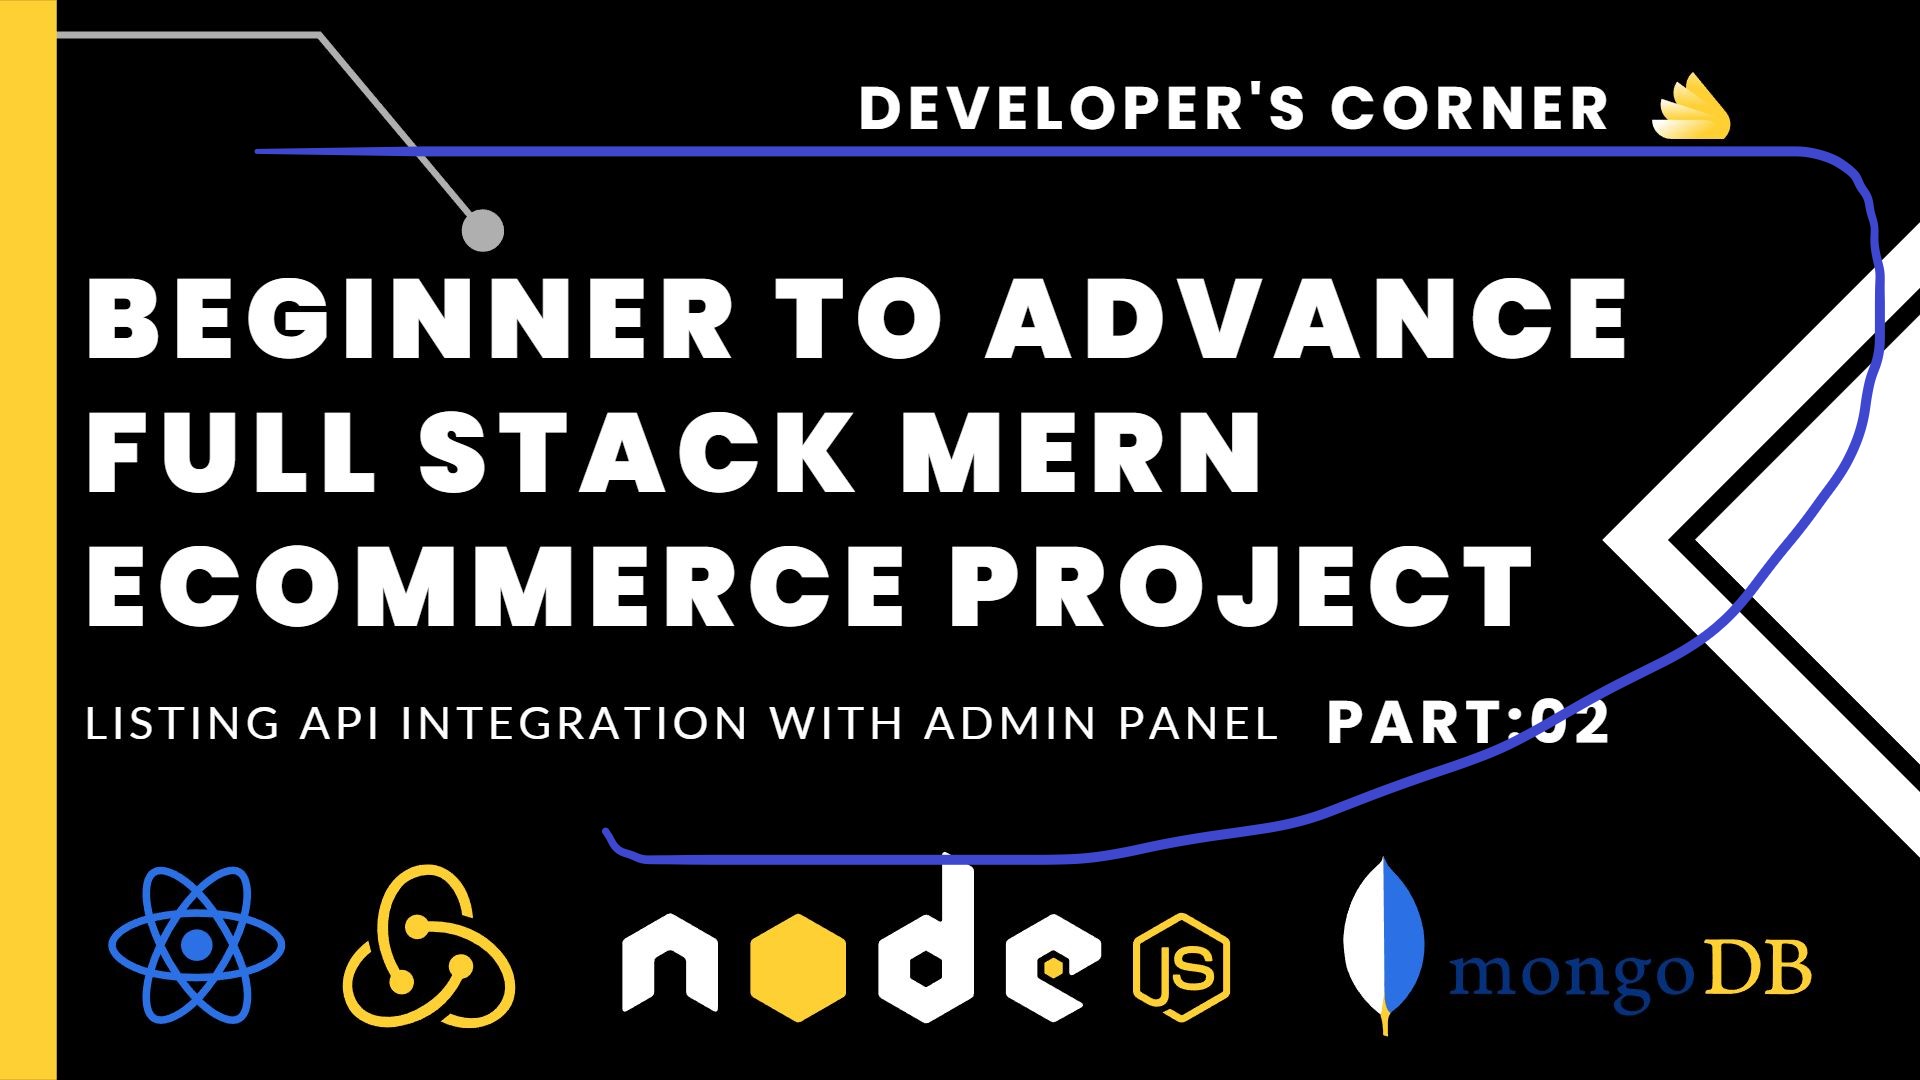 DEVELOPER'S CORNER
BEGINNER TO ADVANCE
FULL STACK MERN
ECOMMERCE PROJECT
LISTING API INTEGRATION WITH ADMIN PANEL PART:02
node JS mongoDB